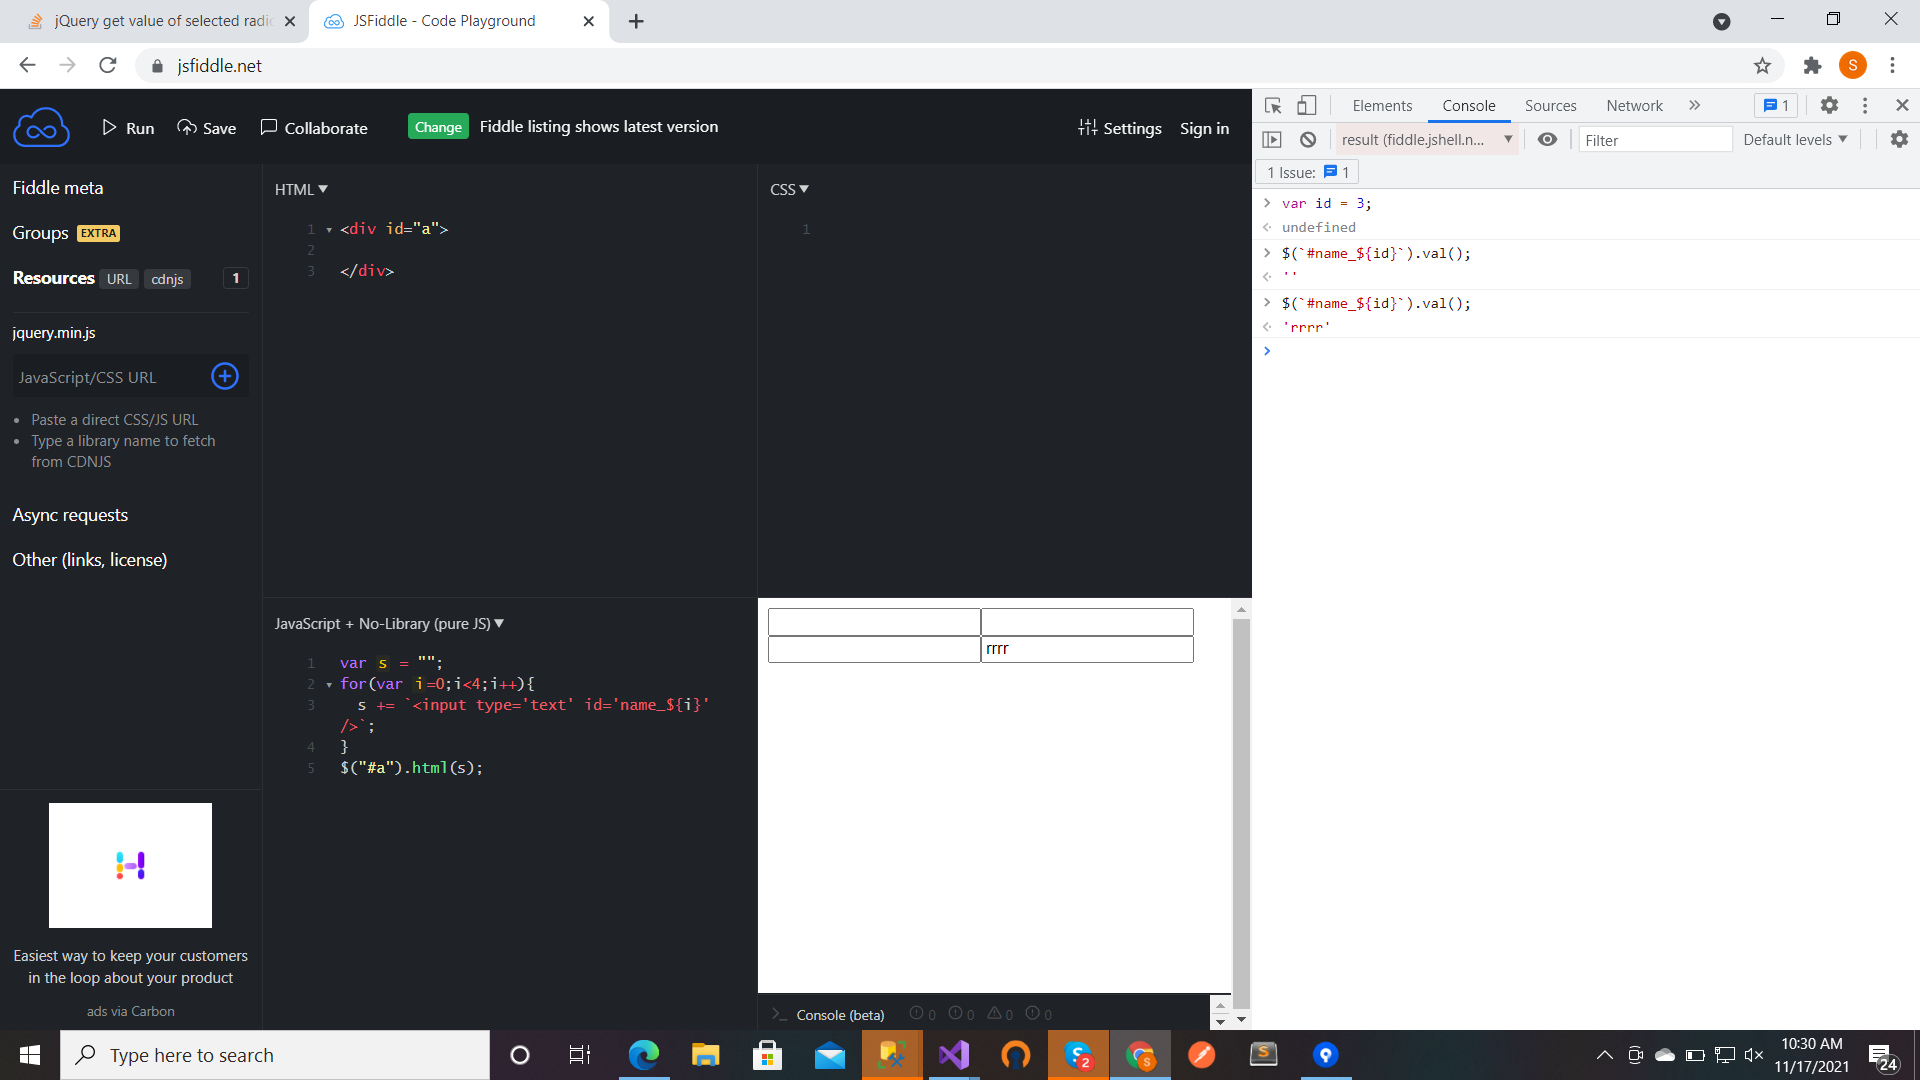 jQuery get value of selected radio
JSFiddle - Code Playground
jsfiddle.net
S
Run
Save
Collaborate
Change
Fiddle listing shows latest version
Settings
Sign in
Fiddle meta
Groups EXTRA
Resources URL cdnjs 1
jquery.min.js
JavaScript/CSS URL
Paste a direct CSS/JS URL
Type a library name to fetch
from CDNJS
Async requests
Other (links, license)
Easiest way to keep your customers
in the loop about your product
ads via Carbon
HTML
1 <div id="a">
2
3 </div>
CSS
1
JavaScript + No-Library (pure JS)
1 var s = "";
2 for(var i=0;i<4;i++){
3 s += `<input type='text' id='name_${i}'
/>`;
4 }
5 $("#a").html(s);
rrrr
Console (beta) 0 0 0 0
Elements Console Sources Network 1
result (fiddle.jshell.n... Filter Default levels
1 Issue: 1
var id = 3;
undefined
$(`#name_${id}`).val();
''
$(`#name_${id}`).val();
'rrrr'
Type here to search
2
S
S
10:30 AM
11/17/2021
24